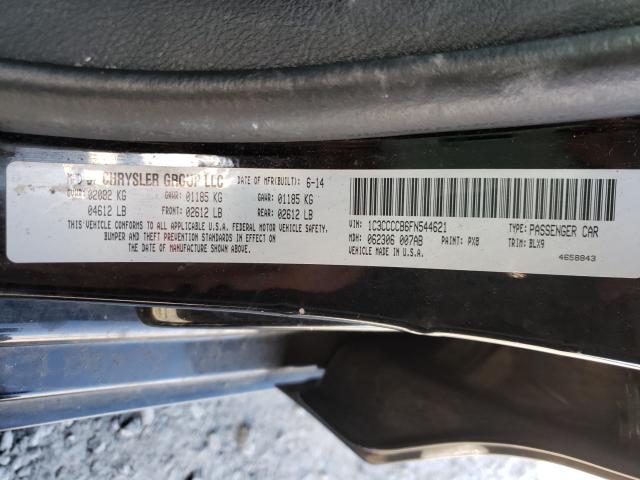 MFD BY CHRYSLER GROUP LLC DATE OF MFR(BUILT): 6-14
GVWR: 02092 KG GAWR: 01185 KG GAWR: 01185 KG
04612 LB FRONT: 02612 LB REAR: 02612 LB
THIS VEHICLE CONFORMS TO ALL APPLICABLE U.S.A. FEDERAL MOTOR VEHICLE SAFETY,
BUMPER AND THEFT PREVENTION STANDARDS IN EFFECT ON
THE DATE OF MANUFACTURE SHOWN ABOVE.
VIN: 1C3CCCCB6FN544621 TYPE: PASSENGER CAR
MDH: 062306 007AB PAINT: PX8 TRIM: BLX9
VEHICLE MADE IN U.S.A. 4658843